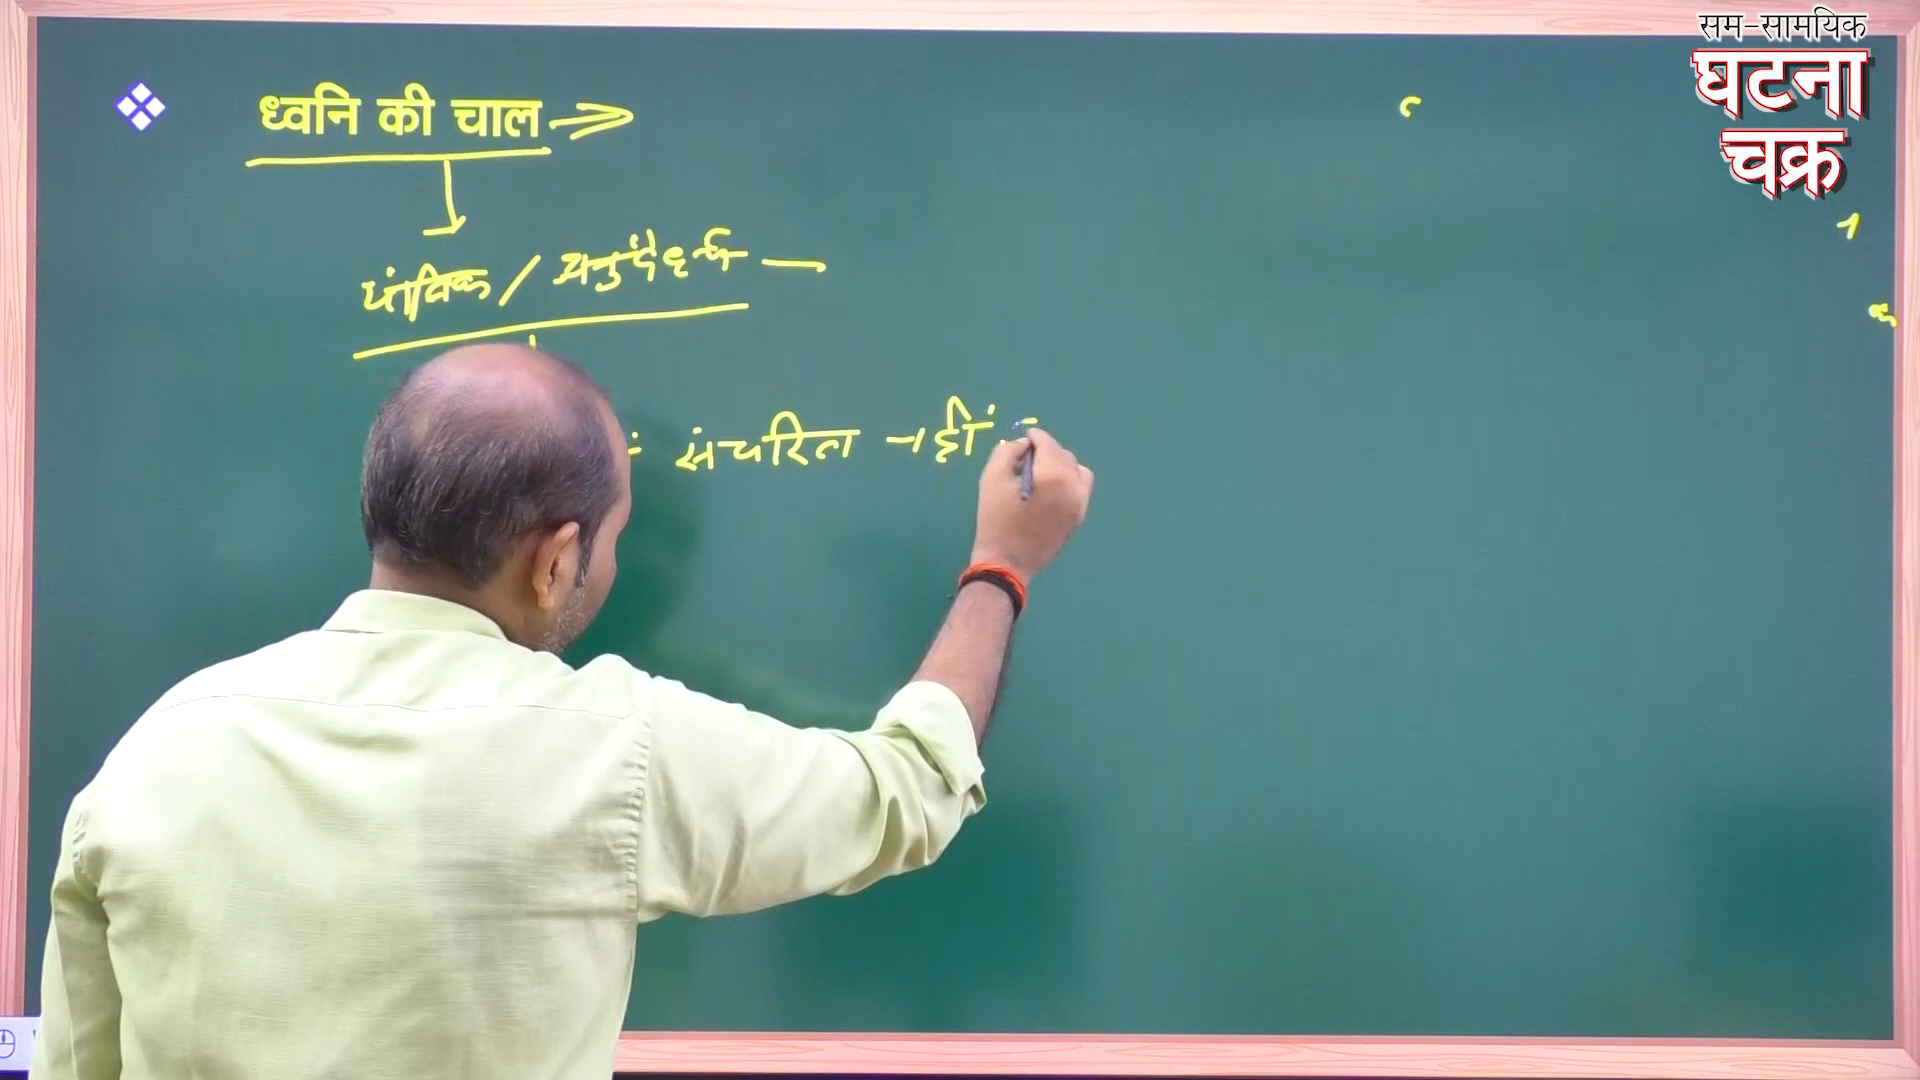 सम-सामयिक
घटना
चक्र
ध्वनि की चाल
यांत्रिक / अनुदैर्ध्य
संचरित नहीं